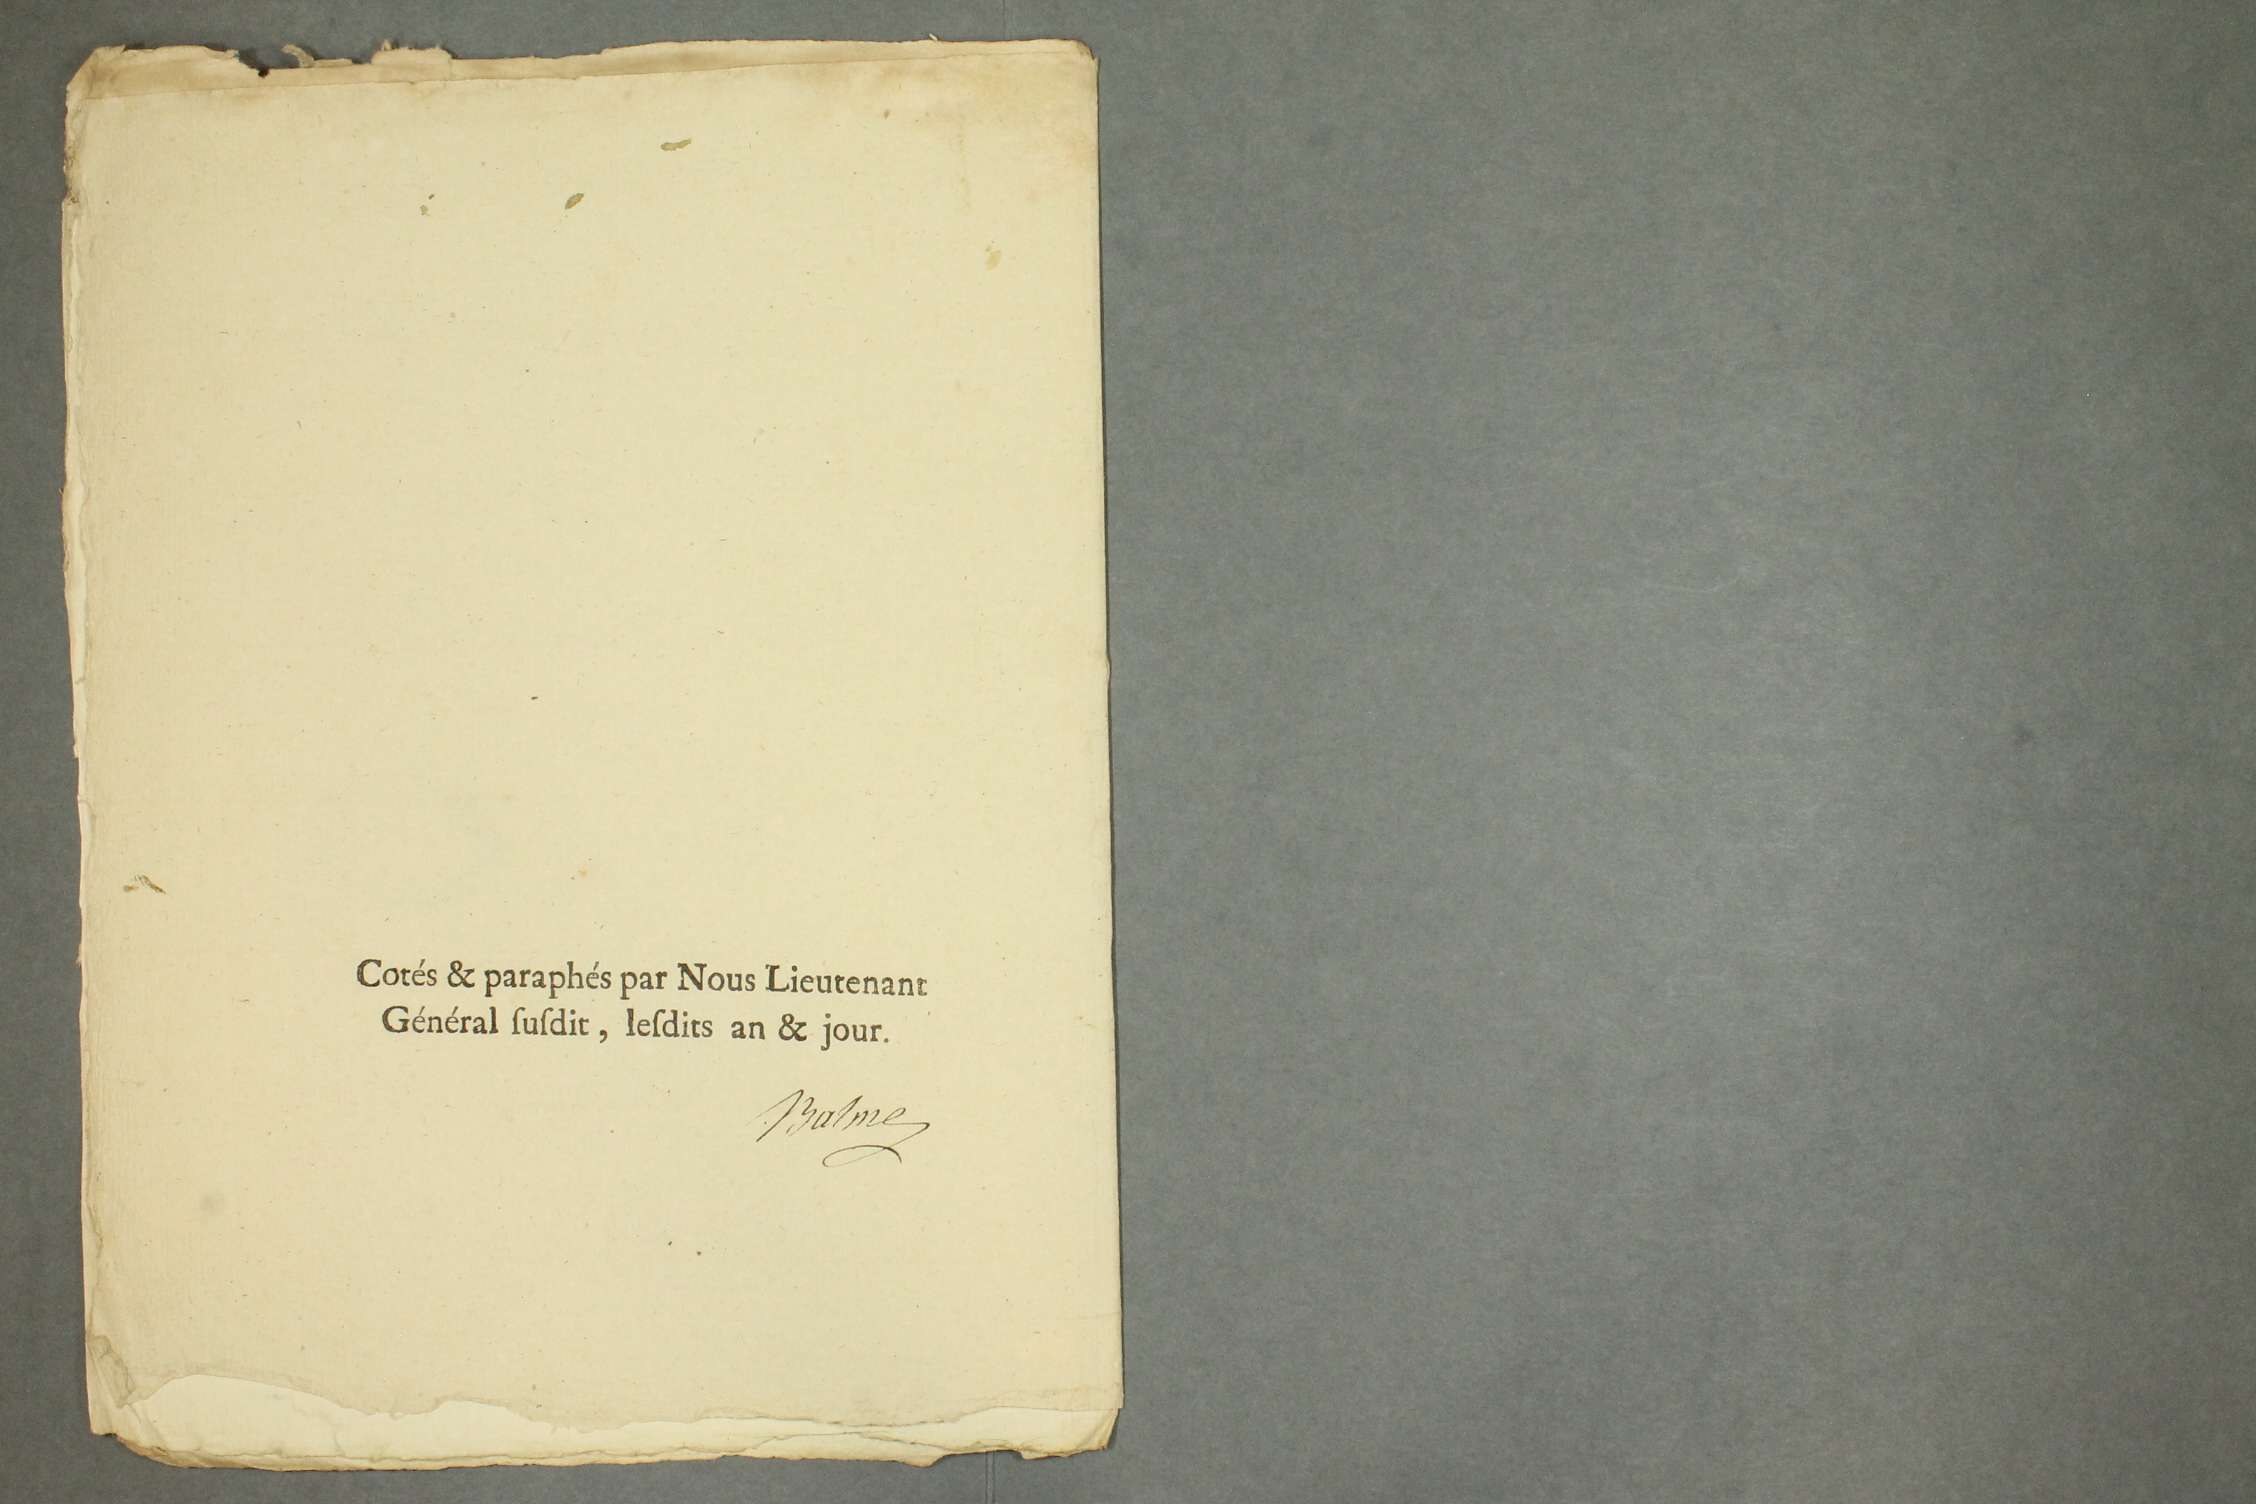 Cotés & paraphés par Nous Lieutenant
Général ſuſdit, leſdits an & jour.
Balme